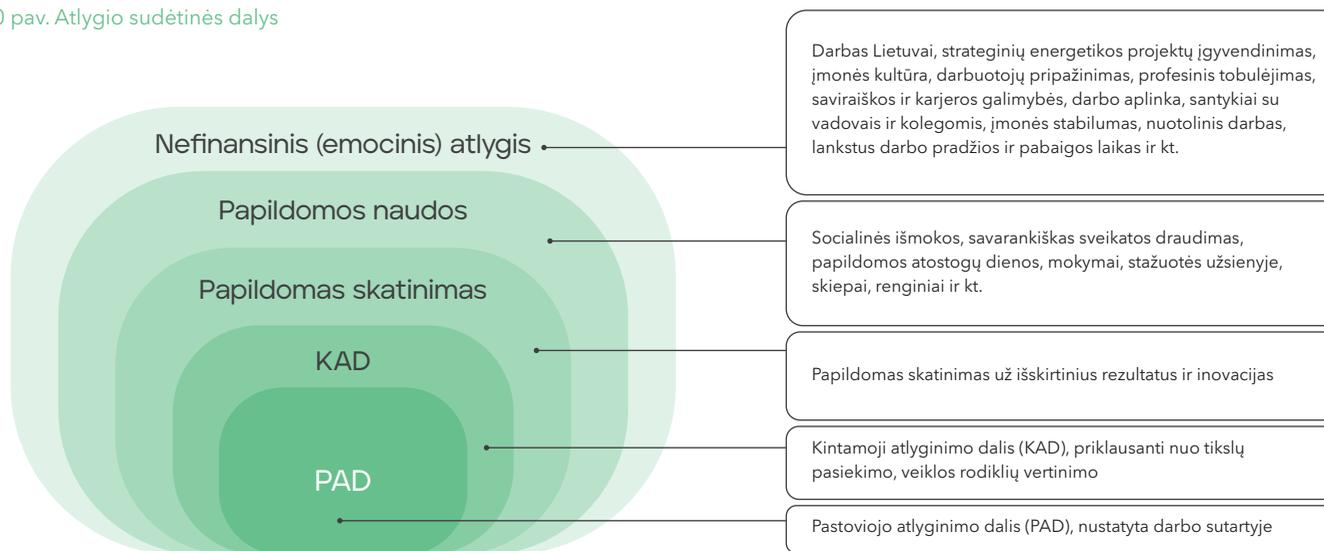 0 pav. Atlygio sudėtinės dalys
Nefinansinis (emocinis) atlygis
Darbas Lietuvai, strateginių energetikos projektų įgyvendinimas,
įmonės kultūra, darbuotojų pripažinimas, profesinis tobulėjimas,
saviraiškos ir karjeros galimybės, darbo aplinka, santykiai su
vadovais ir kolegomis, įmonės stabilumas, nuotolinis darbas,
lankstus darbo pradžios ir pabaigos laikas ir kt.
Papildomos naudos
Socialinės išmokos, savarankiškas sveikatos draudimas,
papildomos atostogų dienos, mokymai, stažuotės užsienyje,
skiepai, renginiai ir kt.
Papildomas skatinimas
Papildomas skatinimas už išskirtinius rezultatus ir inovacijas
KAD
Kintamoji atlyginimo dalis (KAD), priklausanti nuo tikslų
pasiekimo, veiklos rodiklių vertinimo
PAD
Pastoviojo atlyginimo dalis (PAD), nustatyta darbo sutartyje